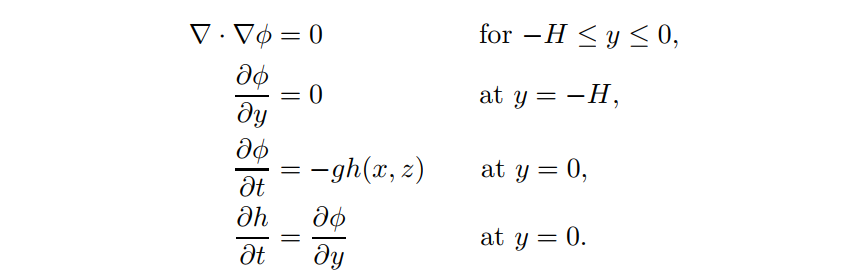 ∇ · ∇ϕ = 0 for −H ≤ y ≤ 0,
∂ϕ/∂y = 0 at y = −H,
∂ϕ/∂t = −gh(x, z) at y = 0,
∂h/∂t = ∂ϕ/∂y at y = 0.